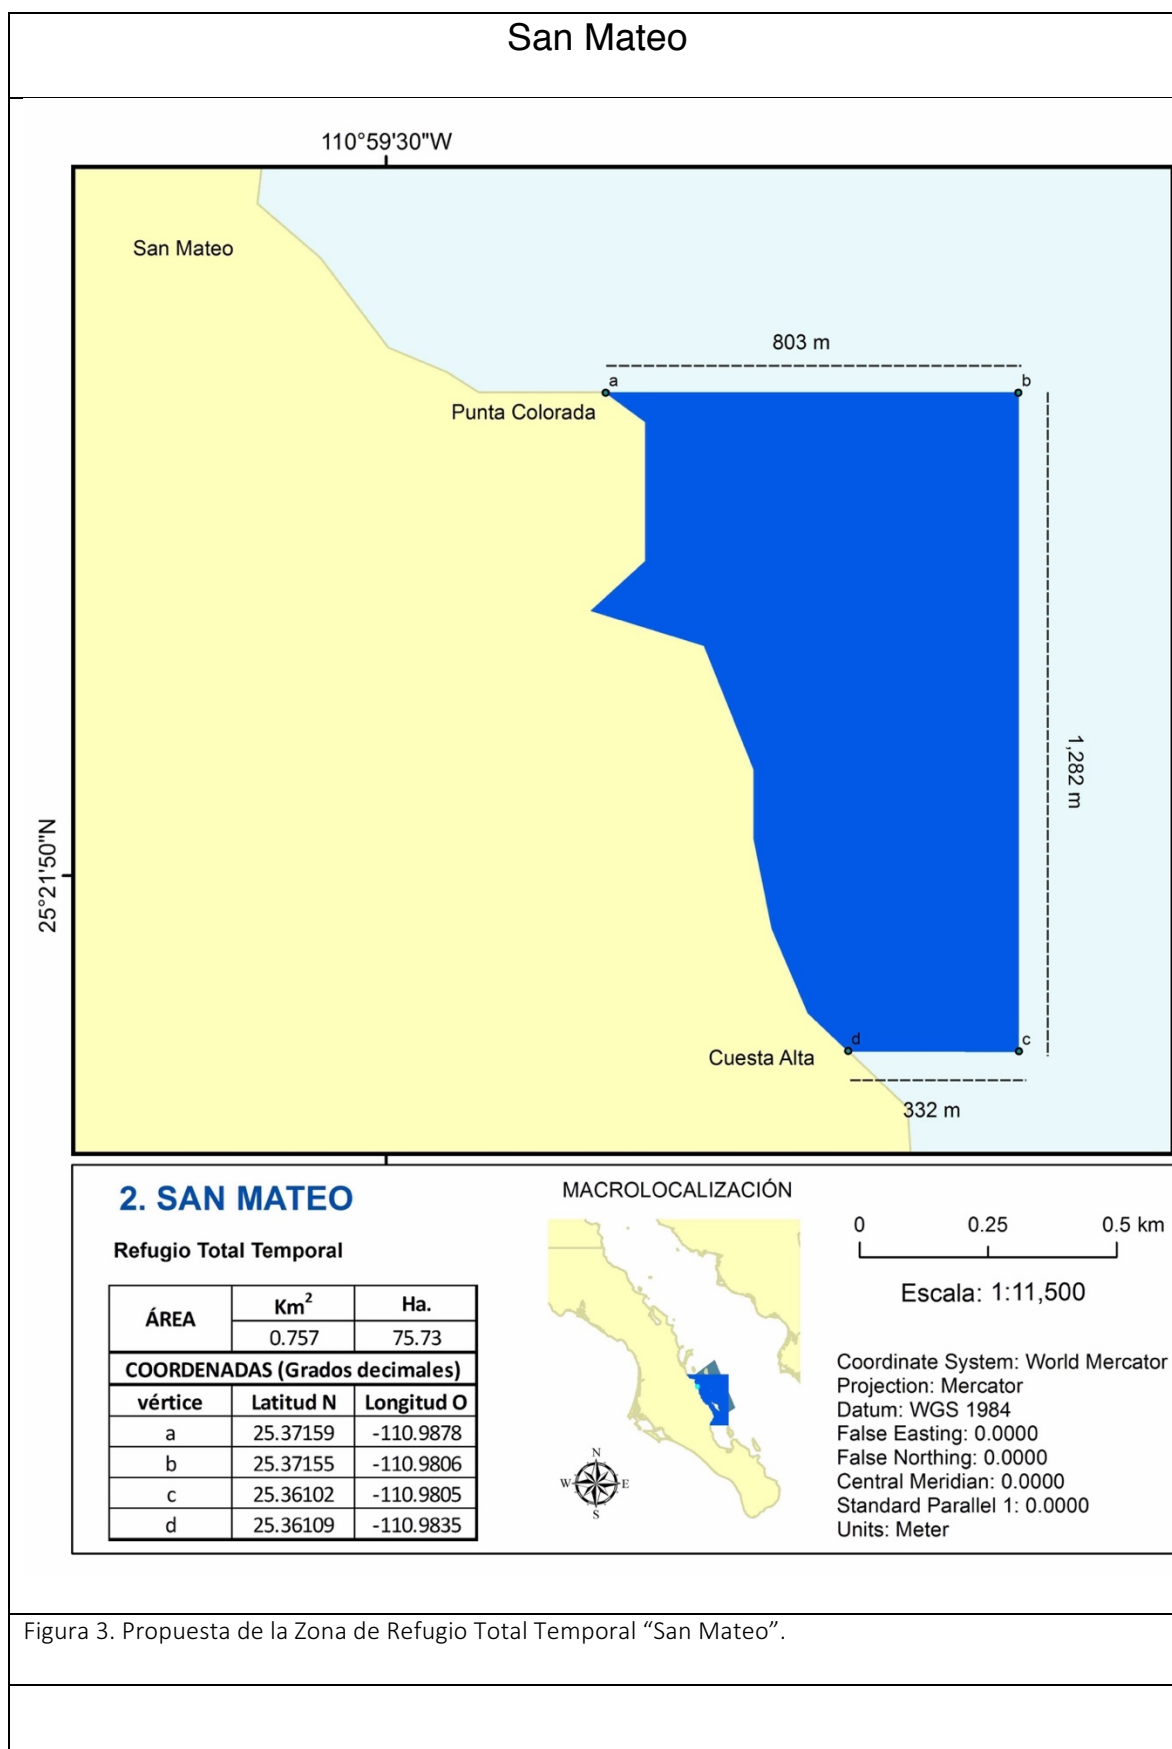 San Mateo
110°59'30"W
San Mateo
803 m
a
b
Punta Colorada
1,282 m
25°21'50"N
d
c
Cuesta Alta
332 m
2. SAN MATEO
Refugio Total Temporal
ÁREA Km2 Ha.
0.757 75.73
COORDENADAS (Grados decimales)
vértice Latitud N Longitud O
a 25.37159 -110.9878
b 25.37155 -110.9806
c 25.36102 -110.9805
d 25.36109 -110.9835
MACROLOCALIZACIÓN
N
W E
S
0 0.25 0.5 km
Escala: 1:11,500
Coordinate System: World Mercator
Projection: Mercator
Datum: WGS 1984
False Easting: 0.0000
False Northing: 0.0000
Central Meridian: 0.0000
Standard Parallel 1: 0.0000
Units: Meter
Figura 3. Propuesta de la Zona de Refugio Total Temporal “San Mateo”.